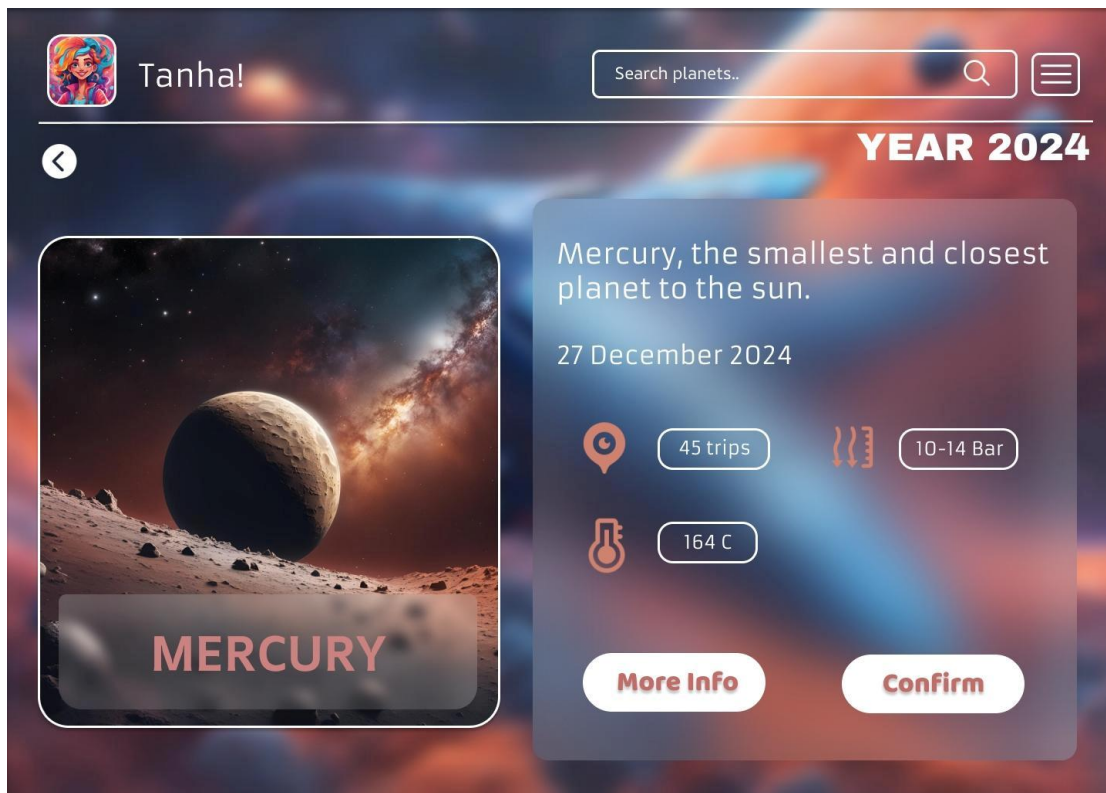 Tanha!
Search planets..
YEAR 2024
Mercury, the smallest and closest
planet to the sun.
27 December 2024
45 trips
10-14 Bar
164 C
MERCURY
More Info
Confirm